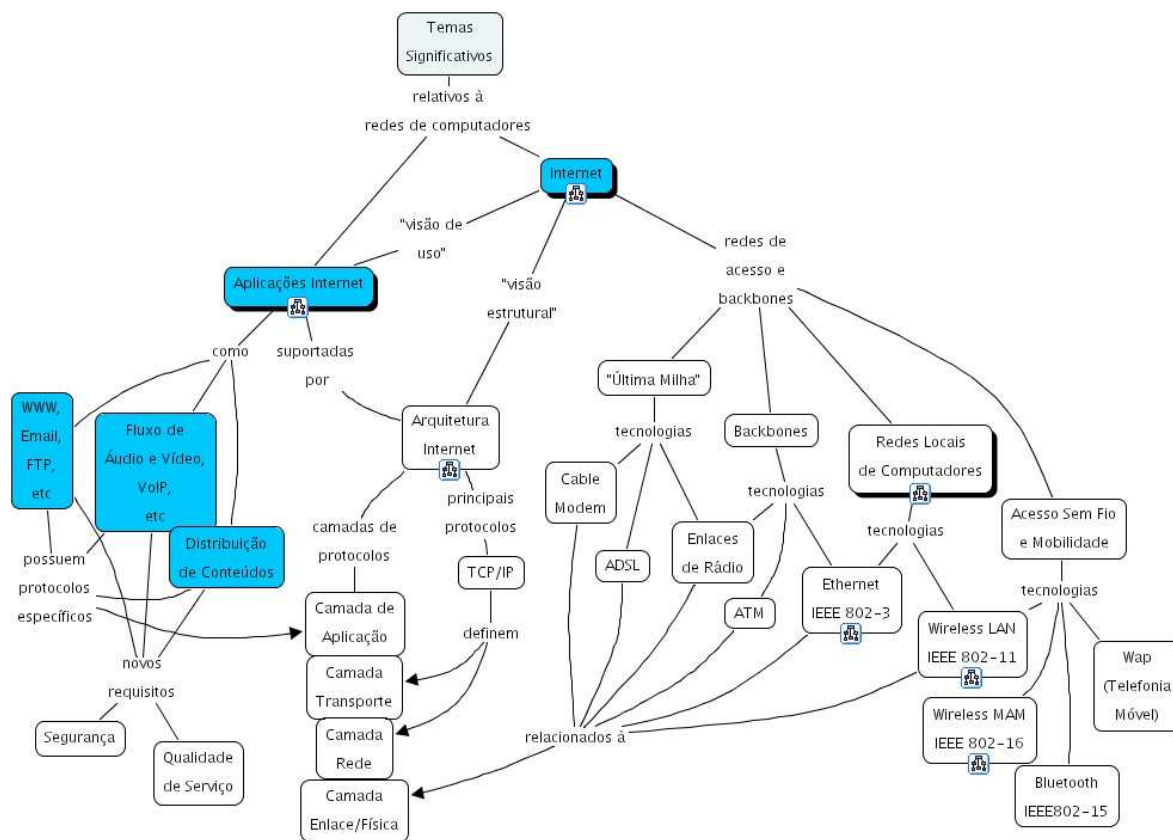 Temas
Significativos
relativos à
redes de computadores
Internet
"visão de
uso"
redes de
acesso e
backbones
Aplicações Internet
"visão
estrutural"
como
suportadas
por
"Última Milha"
WWW,
Email,
FTP,
etc
Fluxo de
Áudio e Vídeo,
VoIP,
etc
Arquitetura
Internet
tecnologias
Backbones
Redes Locais
de Computadores
Cable
Modem
tecnologias
principais
protocolos
camadas de
protocolos
tecnologias
Acesso Sem Fio
e Mobilidade
Distribuição
de Conteúdos
Enlaces
de Rádio
possuem
protocolos
específicos
TCP/IP
ADSL
Ethernet
IEEE 802-3
tecnologias
Camada de
Aplicação
ATM
definem
Wireless LAN
IEEE 802-11
Wap
(Telefonia
Móvel)
novos
requisitos
Camada
Transporte
Segurança
Camada
Rede
relacionados à
Wireless MAM
IEEE 802-16
Qualidade
de Serviço
Camada
Enlace/Física
Bluetooth
IEEE802-15